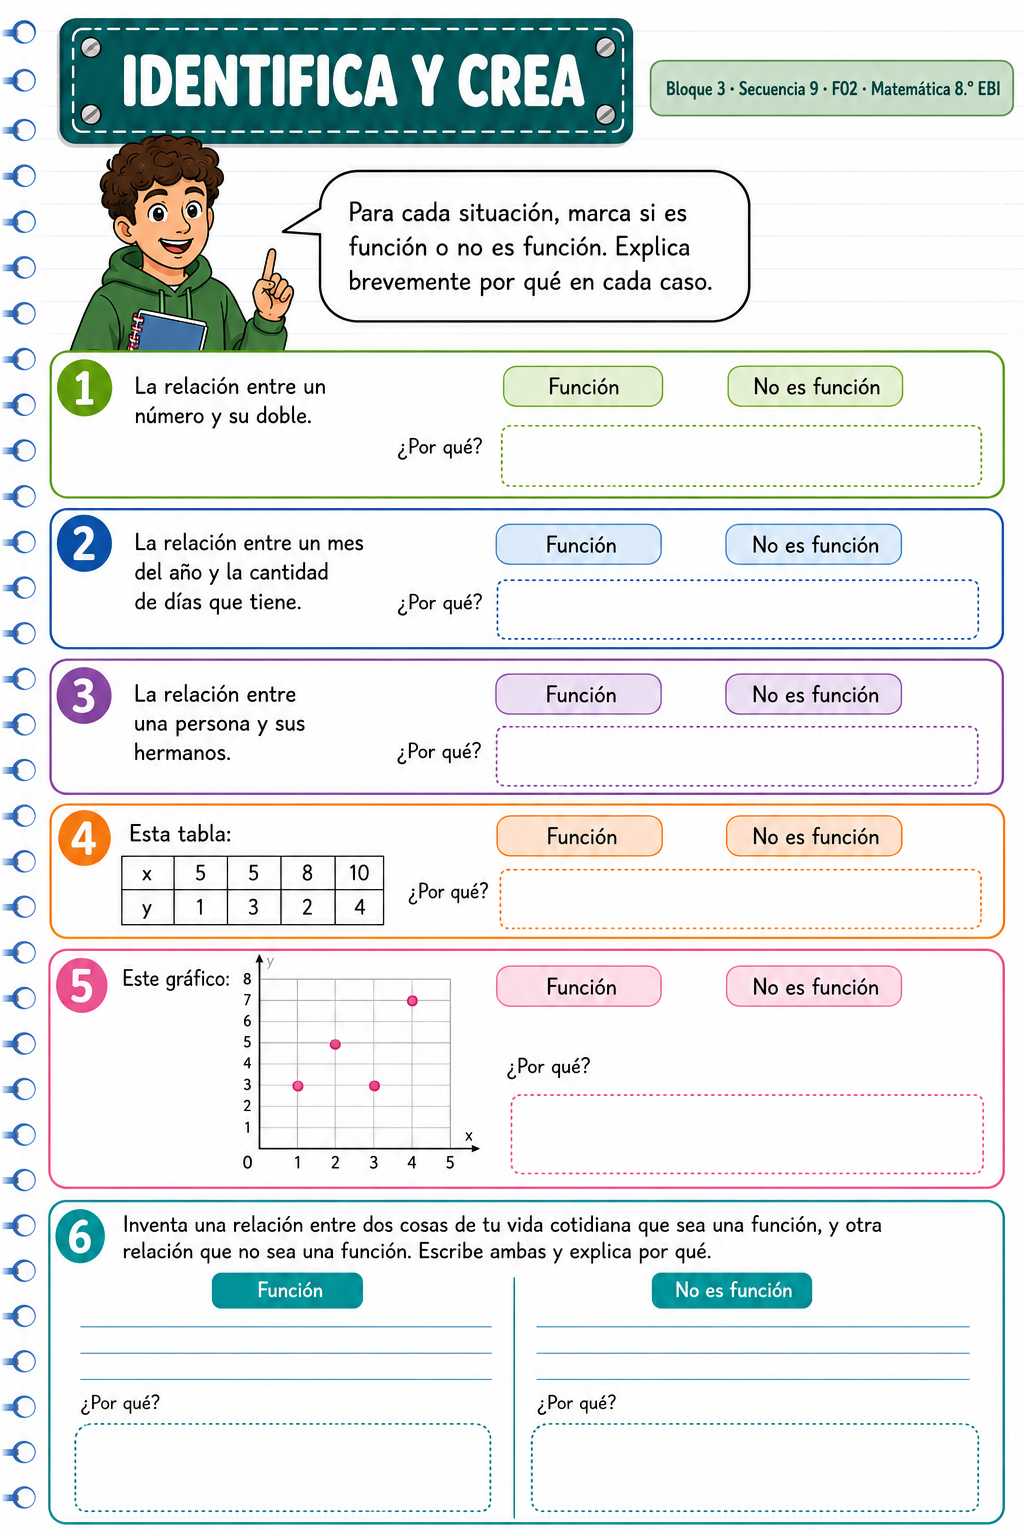 IDENTIFICA Y CREA
Bloque 3 · Secuencia 9 · F02 · Matemática 8.° EBI
Para cada situación, marca si es
función o no es función. Explica
brevemente por qué en cada caso.
1
La relación entre un
número y su doble.
Función
No es función
¿Por qué?
2
La relación entre un mes
del año y la cantidad
de días que tiene.
Función
No es función
¿Por qué?
3
La relación entre
una persona y sus
hermanos.
Función
No es función
¿Por qué?
4
Esta tabla:
x 5 5 8 10
y 1 3 2 4
Función
No es función
¿Por qué?
5
Este gráfico:
y
8
7
6
5
4
3
2
1
0 1 2 3 4 5
x
Función
No es función
¿Por qué?
6
Inventa una relación entre dos cosas de tu vida cotidiana que sea una función, y otra
relación que no sea una función. Escribe ambas y explica por qué.
Función
No es función
¿Por qué?
¿Por qué?